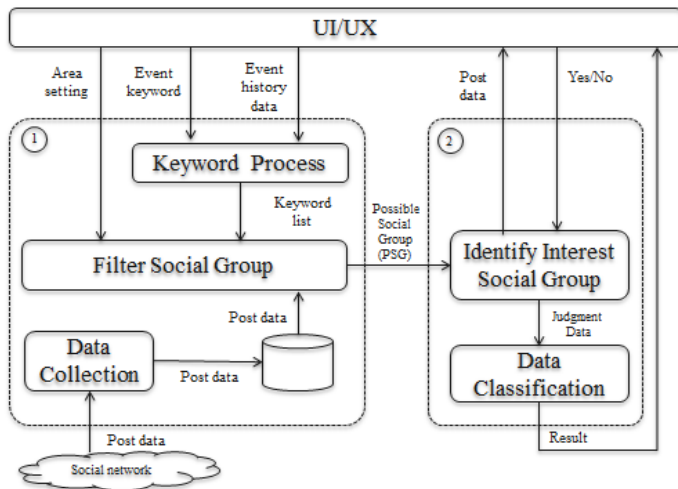 UI/UX
Area
setting
Event
keyword
Event
history
data
Post
data
Yes/No
1
Keyword Process
2
Keyword
list
Possible
Social
Group
(PSG)
Filter Social Group
Identify Interest
Social Group
Post data
Judgment
Data
Data
Collection
Post data
Data
Classification
Post data
Result
Social network